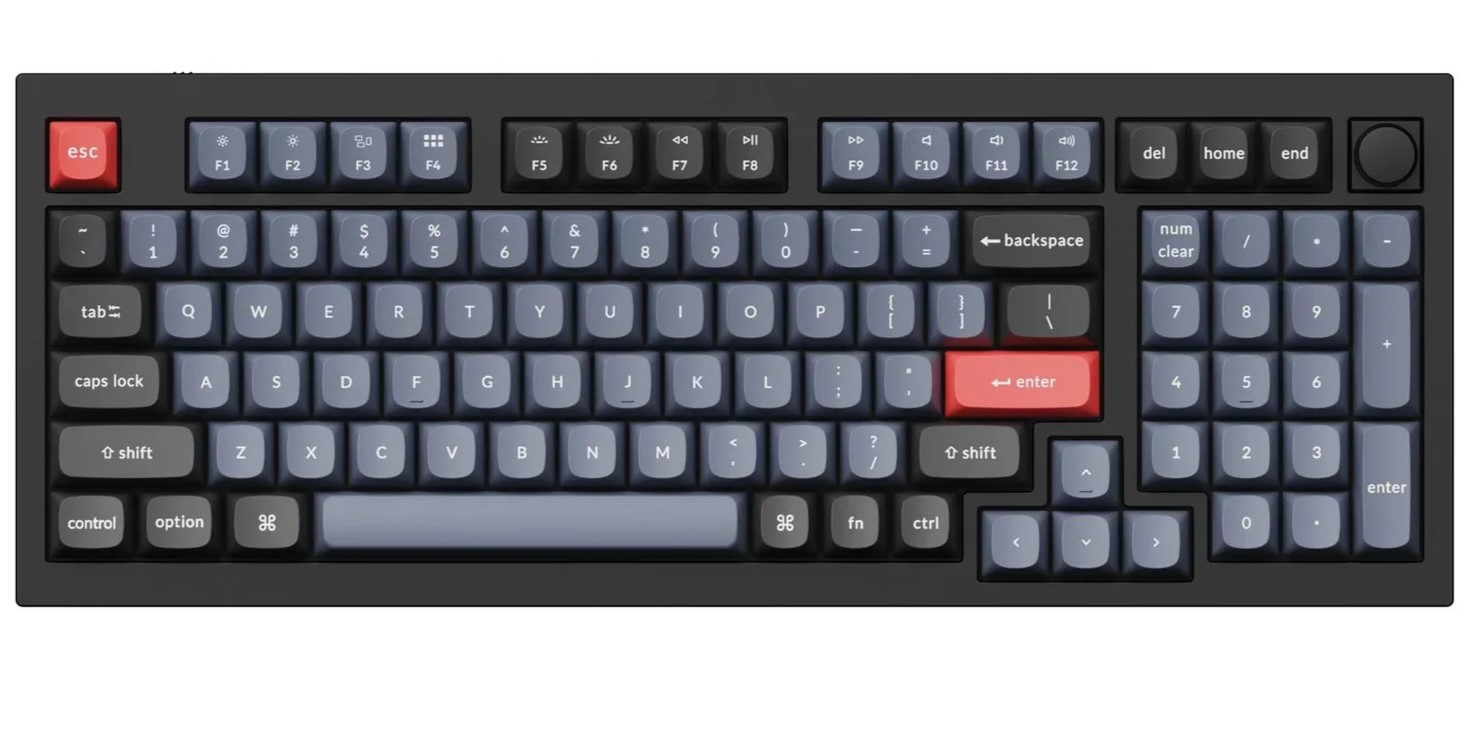 esc F1 F2 F3 F4 F5 F6 F7 F8 F9 F10 F11 F12 del home end
~ ! @ # $ % ^ & * ( ) — +
` 1 2 3 4 5 6 7 8 9 0 - = ← backspace
num / * -
clear
{ } |
tab Q W E R T Y U I O P [ ] \ 7 8 9 +
: "
caps lock A S D F G H J K L ; ' enter 4 5 6
< > ?
⇧ shift Z X C V B N M , . / ⇧ shift ^ 1 2 3 enter
control option ⌘ ⌘ fn ctrl < ⌄ > 0 .